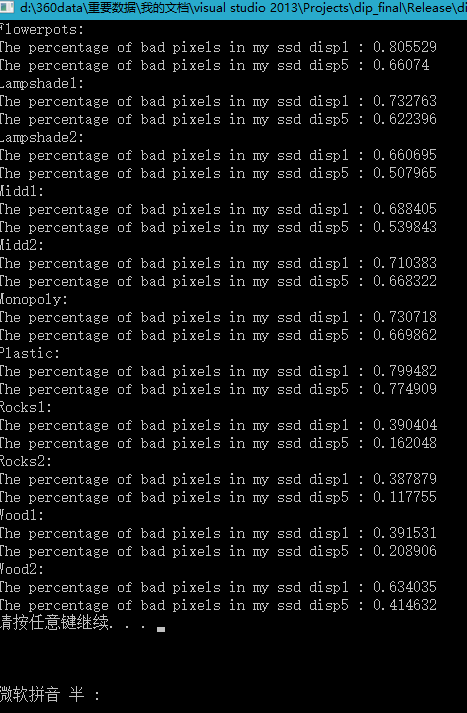 d:\360data\重要数据\我的文档\visual studio 2013\Projects\dip_final\Release\di
Flowerpots:
The percentage of bad pixels in my ssd disp1 : 0.805529
The percentage of bad pixels in my ssd disp5 : 0.66074
Lampshade1:
The percentage of bad pixels in my ssd disp1 : 0.732763
The percentage of bad pixels in my ssd disp5 : 0.622396
Lampshade2:
The percentage of bad pixels in my ssd disp1 : 0.660695
The percentage of bad pixels in my ssd disp5 : 0.507965
Midd1:
The percentage of bad pixels in my ssd disp1 : 0.688405
The percentage of bad pixels in my ssd disp5 : 0.539843
Midd2:
The percentage of bad pixels in my ssd disp1 : 0.710383
The percentage of bad pixels in my ssd disp5 : 0.668322
Monopoly:
The percentage of bad pixels in my ssd disp1 : 0.730718
The percentage of bad pixels in my ssd disp5 : 0.669862
Plastic:
The percentage of bad pixels in my ssd disp1 : 0.799482
The percentage of bad pixels in my ssd disp5 : 0.774909
Rocks1:
The percentage of bad pixels in my ssd disp1 : 0.390404
The percentage of bad pixels in my ssd disp5 : 0.162048
Rocks2:
The percentage of bad pixels in my ssd disp1 : 0.387879
The percentage of bad pixels in my ssd disp5 : 0.117755
Wood1:
The percentage of bad pixels in my ssd disp1 : 0.391531
The percentage of bad pixels in my ssd disp5 : 0.208906
Wood2:
The percentage of bad pixels in my ssd disp1 : 0.634035
The percentage of bad pixels in my ssd disp5 : 0.414632
请按任意键继续. . .
微软拼音 半 :